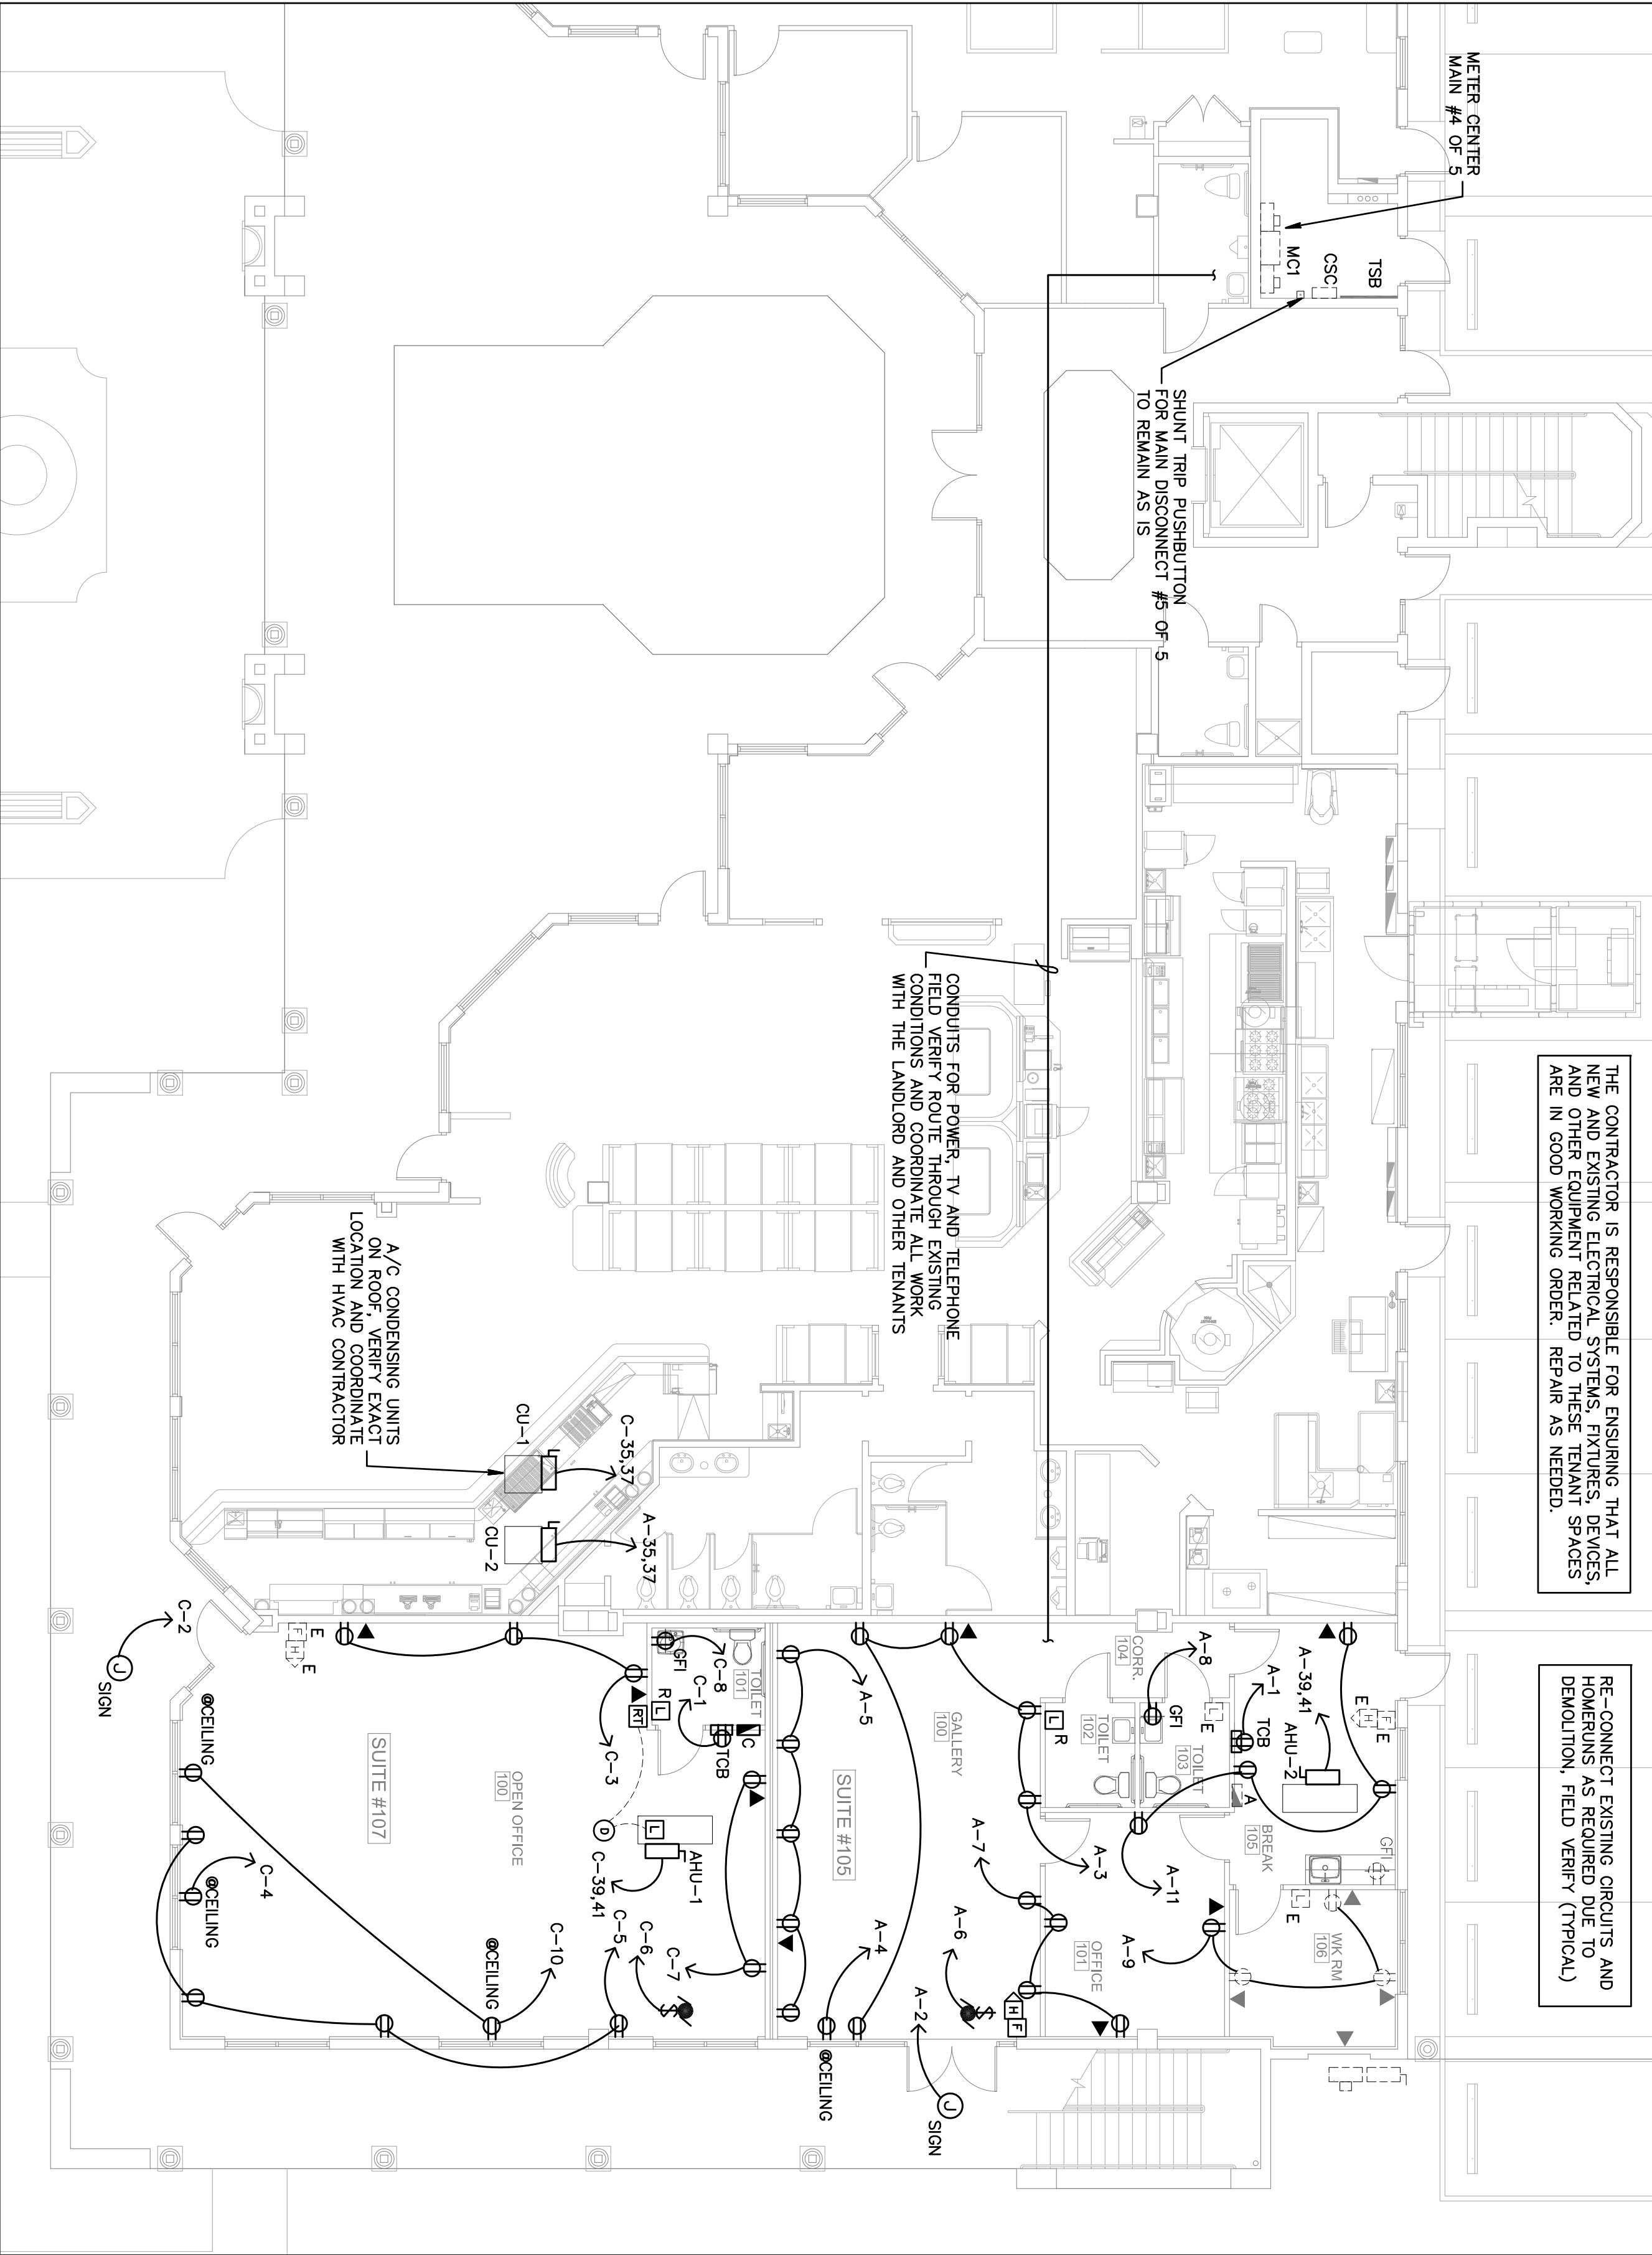 METER CENTER
MAIN #4 OF 5
TSB
CSC
MC1
SHUNT TRIP PUSHBUTTON
FOR MAIN DISCONNECT #5 OF 5
TO REMAIN AS IS
THE CONTRACTOR IS RESPONSIBLE FOR ENSURING THAT ALL
NEW AND EXISTING ELECTRICAL SYSTEMS, FIXTURES, DEVICES,
AND OTHER EQUIPMENT RELATED TO THESE TENANT SPACES
ARE IN GOOD WORKING ORDER. REPAIR AS NEEDED.
RE-CONNECT EXISTING CIRCUITS AND
HOMERUNS AS REQUIRED DUE TO
DEMOLITION, FIELD VERIFY (TYPICAL)
CONDUITS FOR POWER, TV AND TELEPHONE
FIELD VERIFY ROUTE THROUGH EXISTING
CONDITIONS AND COORDINATE ALL WORK
WITH THE LANDLORD AND OTHER TENANTS
A/C CONDENSING UNITS
ON ROOF, VERIFY EXACT
LOCATION AND COORDINATE
WITH HVAC CONTRACTOR
CU-1
C-35,37
CU-2
A-35,37
A-39,41
AHU-2
A-1
TCB
A
E
F
H
E
BREAK
105
GFI
L
E
WK RM
106
A-8
GFI
L
E
TOILET
103
CORR.
104
TOILET
102
L
R
A-3
A-11
A-9
OFFICE
101
GALLERY
100
A-5
SUITE #105
A-7
A-6
$
H
F
A-4
A-2
J
SIGN
@CEILING
TOILET
101
GFI
C-8
C-1
R
L
RT
TCB
C
C-3
D
L
AHU-1
C-39,41
C-5
C-6
C-7
$
OPEN OFFICE
100
SUITE #107
E
F
H
E
C-2
J
SIGN
@CEILING
C-4
@CEILING
C-10
@CEILING